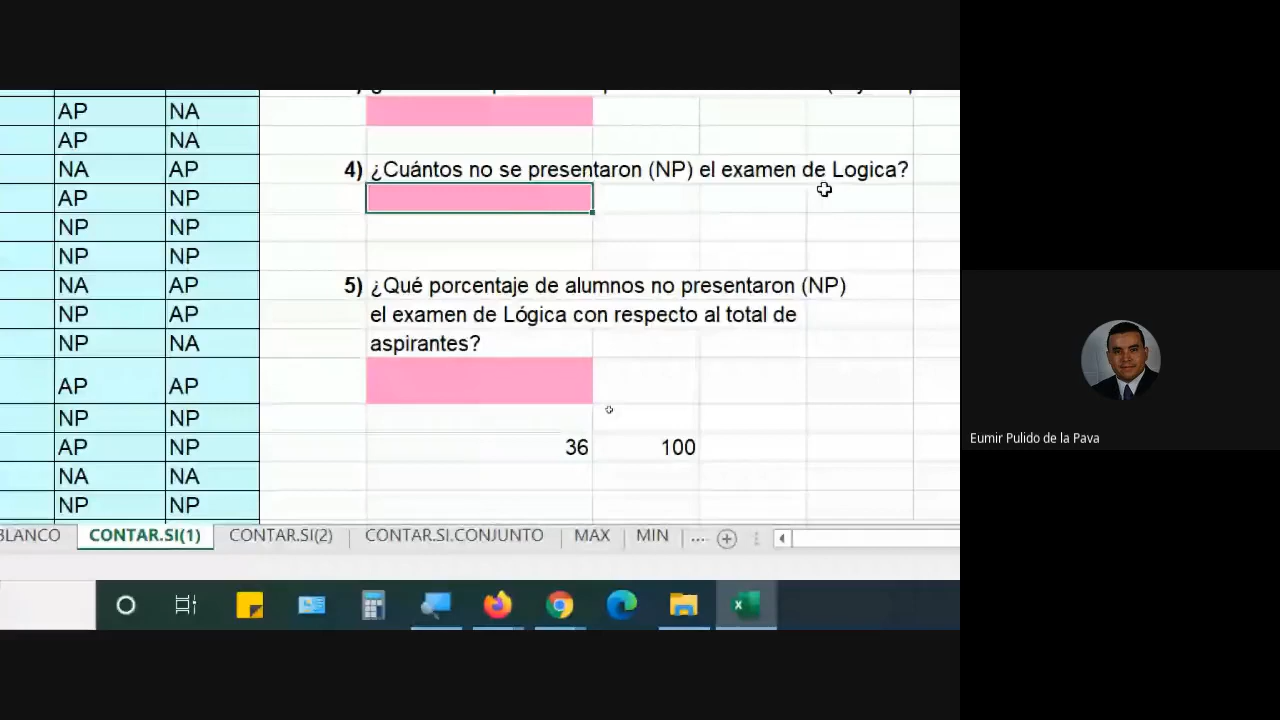 AP NA
AP NA
NA AP
4) ¿Cuántos no se presentaron (NP) el examen de Logica?
AP NP
NP NP
NP NP
NA AP
5) ¿Qué porcentaje de alumnos no presentaron (NP)
NP AP
el examen de Lógica con respecto al total de
NP NA
aspirantes?
AP AP
NP NP
AP NP
36 100
NA NA
NP NP
BLANCO CONTAR.SI(1) CONTAR.SI(2) CONTAR.SI.CONJUNTO MAX MIN ...
Eumir Pulido de la Pava